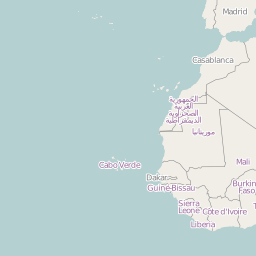 Madrid
Casablanca
الجمهورية
العربية
الصحراوية
الديمقراطية
موريتانيا
Cabo Verde
Mali
Dakar
Guiné-Bissau
Burkina
Faso
Sierra
Leone
Côte d'Ivoire
Liberia